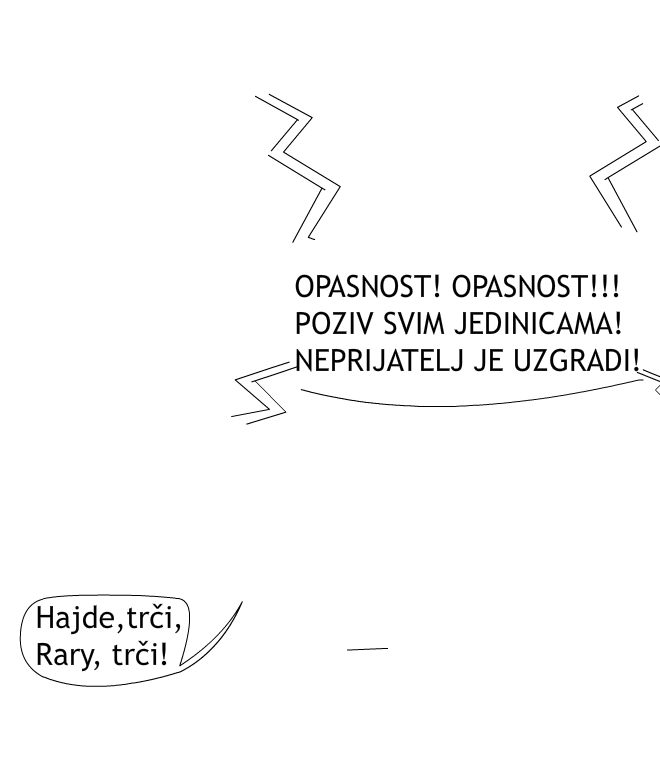 OPASNOST! OPASNOST!!!
POZIV SVIM JEDINICAMA!
NEPRIJATELJ JE UZGRADI!
Hajde,trči,
Rary, trči!